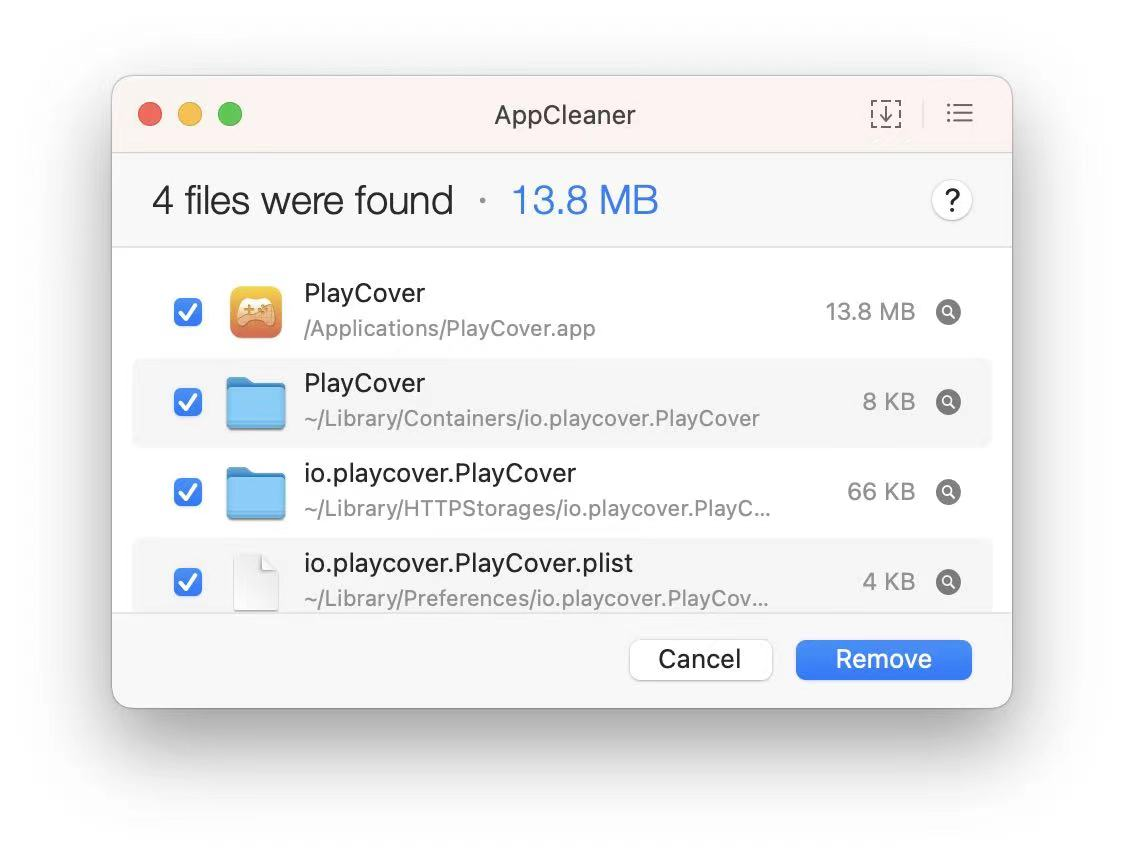 AppCleaner
4 files were found · 13.8 MB
?
PlayCover
/Applications/PlayCover.app
13.8 MB
PlayCover
~/Library/Containers/io.playcover.PlayCover
8 KB
io.playcover.PlayCover
~/Library/HTTPStorages/io.playcover.PlayC...
66 KB
io.playcover.PlayCover.plist
~/Library/Preferences/io.playcover.PlayCov...
4 KB
Cancel
Remove